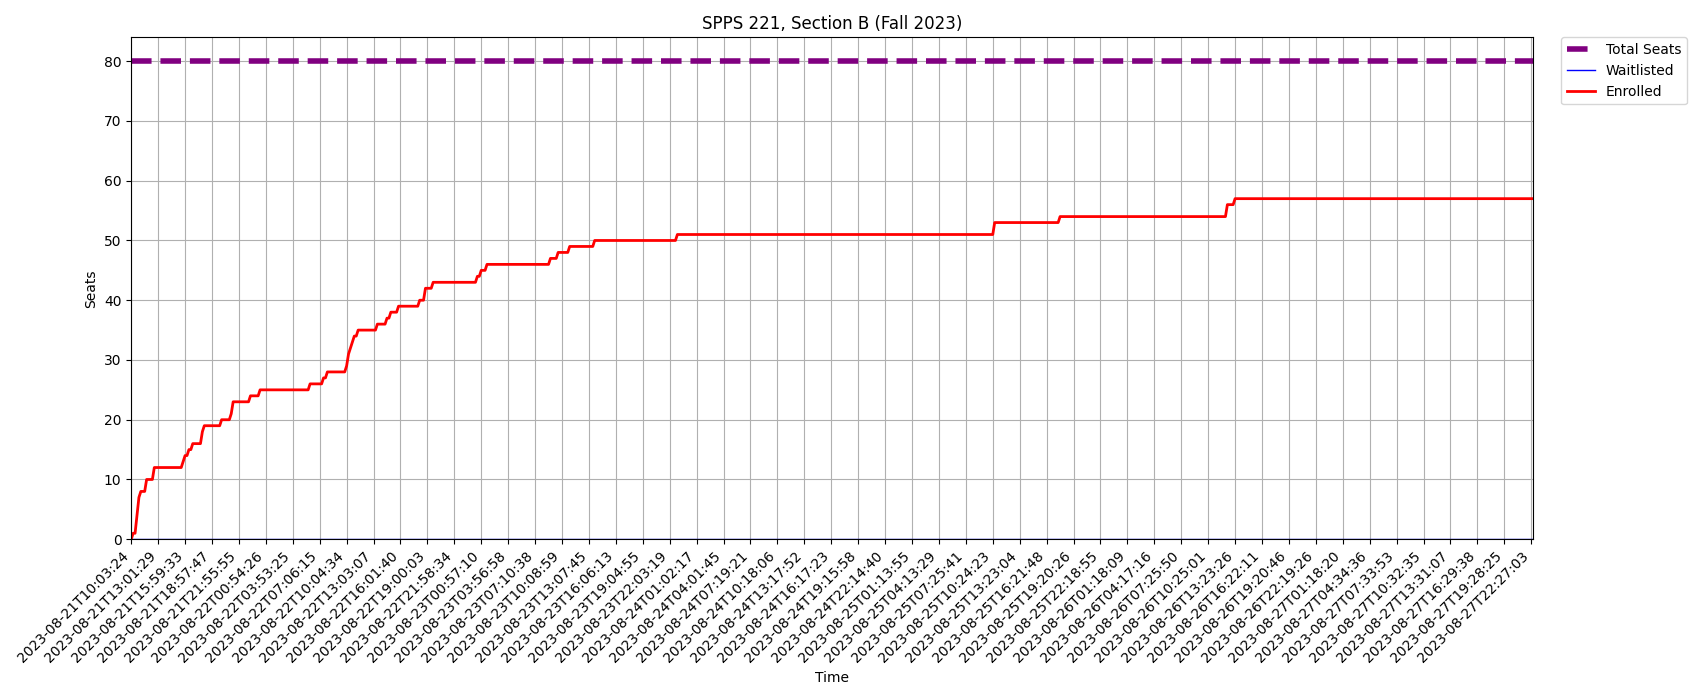 SPPS 221, Section B (Fall 2023)
Total Seats
Waitlisted
Enrolled
80
70
60
50
40
30
20
10
0
Seats
2023-08-21T10:03:24
2023-08-21T13:01:29
2023-08-21T15:59:33
2023-08-21T18:57:47
2023-08-21T21:55:55
2023-08-22T00:54:26
2023-08-22T03:53:25
2023-08-22T07:06:15
2023-08-22T10:04:34
2023-08-22T13:03:07
2023-08-22T16:01:40
2023-08-22T19:00:03
2023-08-22T21:58:34
2023-08-23T00:57:10
2023-08-23T03:56:58
2023-08-23T07:10:38
2023-08-23T10:08:59
2023-08-23T13:07:45
2023-08-23T16:06:13
2023-08-23T19:04:55
2023-08-23T22:03:19
2023-08-24T01:02:17
2023-08-24T04:01:45
2023-08-24T07:19:21
2023-08-24T10:18:06
2023-08-24T13:17:52
2023-08-24T16:17:23
2023-08-24T19:15:58
2023-08-24T22:14:40
2023-08-25T01:13:55
2023-08-25T04:13:29
2023-08-25T07:25:41
2023-08-25T10:24:23
2023-08-25T13:23:04
2023-08-25T16:21:48
2023-08-25T19:20:26
2023-08-25T22:18:55
2023-08-26T01:18:09
2023-08-26T04:17:16
2023-08-26T07:25:50
2023-08-26T10:25:01
2023-08-26T13:23:26
2023-08-26T16:22:11
2023-08-26T19:20:46
2023-08-26T22:19:26
2023-08-27T01:18:20
2023-08-27T04:34:36
2023-08-27T07:33:53
2023-08-27T10:32:35
2023-08-27T13:31:07
2023-08-27T16:29:38
2023-08-27T19:28:25
2023-08-27T22:27:03
Time